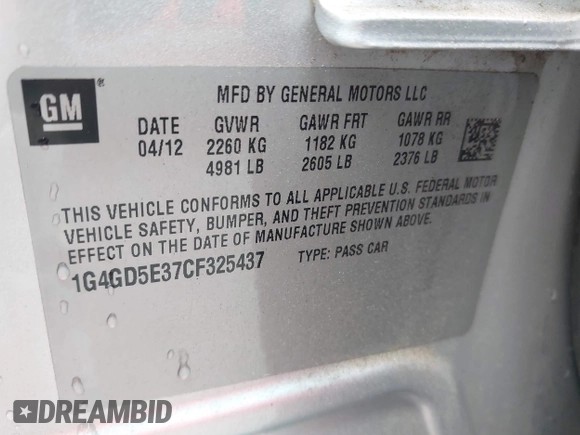 GM ®
MFD BY GENERAL MOTORS LLC
DATE GVWR GAWR FRT GAWR RR
04/12 2260 KG 1182 KG 1078 KG
4981 LB 2605 LB 2376 LB
THIS VEHICLE CONFORMS TO ALL APPLICABLE U.S. FEDERAL MOTOR
VEHICLE SAFETY, BUMPER, AND THEFT PREVENTION STANDARDS IN
EFFECT ON THE DATE OF MANUFACTURE SHOWN ABOVE.
1G4GD5E37CF325437 TYPE: PASS CAR
DREAMBID